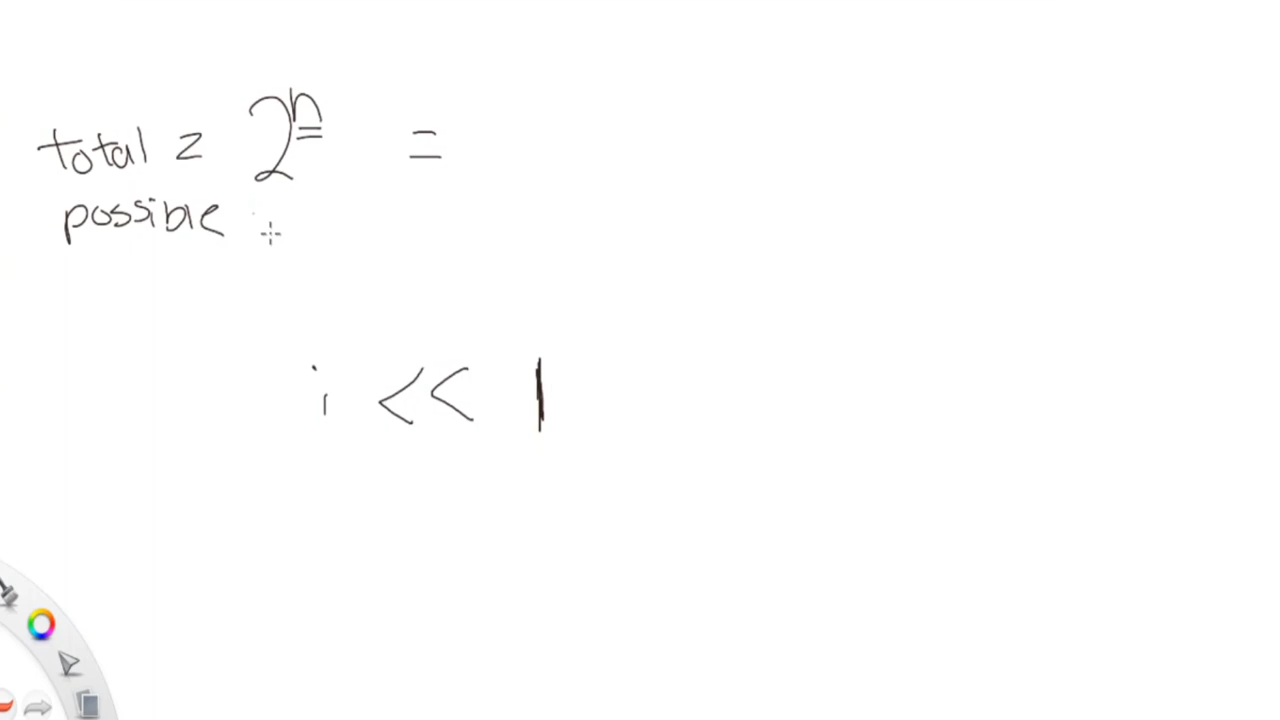 total = 2^n =
possible
i << 1